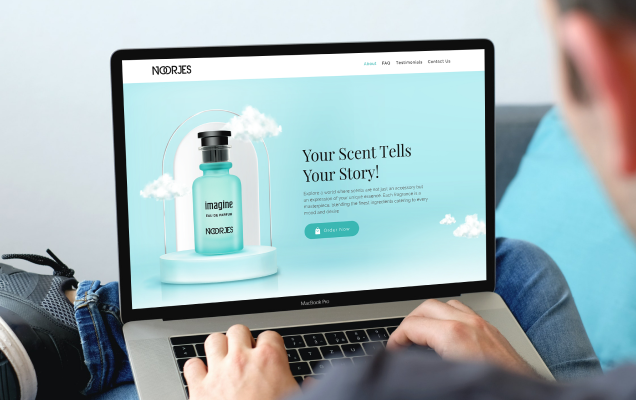 NOORJES
About FAQ Testimonials Contact Us
Your Scent Tells
Your Story!
Explore a world where scents are not just an accessory but
an expression of your unique essence. Each fragrance is a
masterpiece, blending the finest ingredients catering to every
mood and desire.
Order Now
imagine
EAU DE PARFUM
NOORJES
MacBook Pro